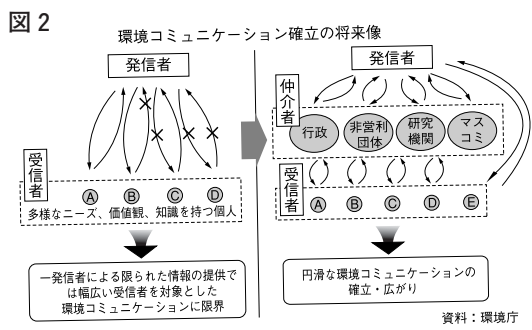 図2
環境コミュニケーション確立の将来像
発信者
受信者
A
B
C
D
多様なニーズ、価値観、知識を持つ個人
一発信者による限られた情報の提供で
は幅広い受信者を対象とした
環境コミュニケーションに限界
発信者
仲介者
行政
非営利
団体
研究
機関
マス
コミ
受信者
A
B
C
D
E
円滑な環境コミュニケーションの
確立・広がり
資料：環境庁